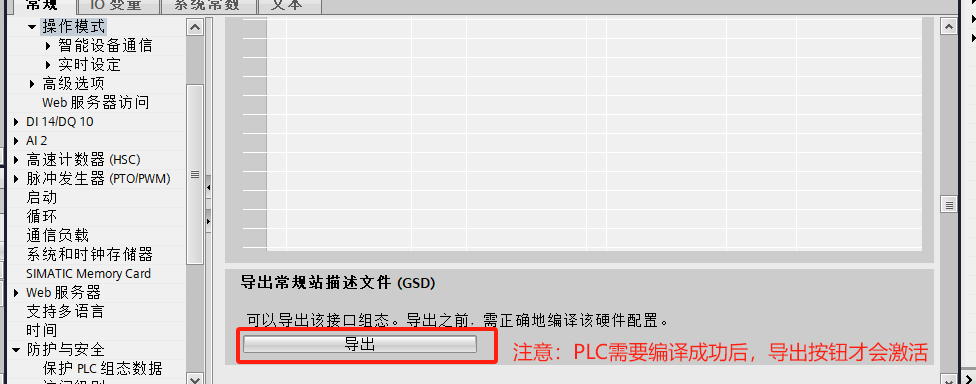 常规 IO 变量 系统常数 文本
操作模式
智能设备通信
实时设定
高级选项
Web 服务器访问
DI 14/DQ 10
AI 2
高速计数器 (HSC)
脉冲发生器 (PTO/PWM)
启动
循环
通信负载
系统和时钟存储器
SIMATIC Memory Card
Web 服务器
支持多语言
时间
防护与安全
保护 PLC 组态数据
访问级别
导出常规站描述文件 (GSD)
可以导出该接口组态。导出之前，需正确地编译该硬件配置。
导出
注意：PLC需要编译成功后，导出按钮才会激活